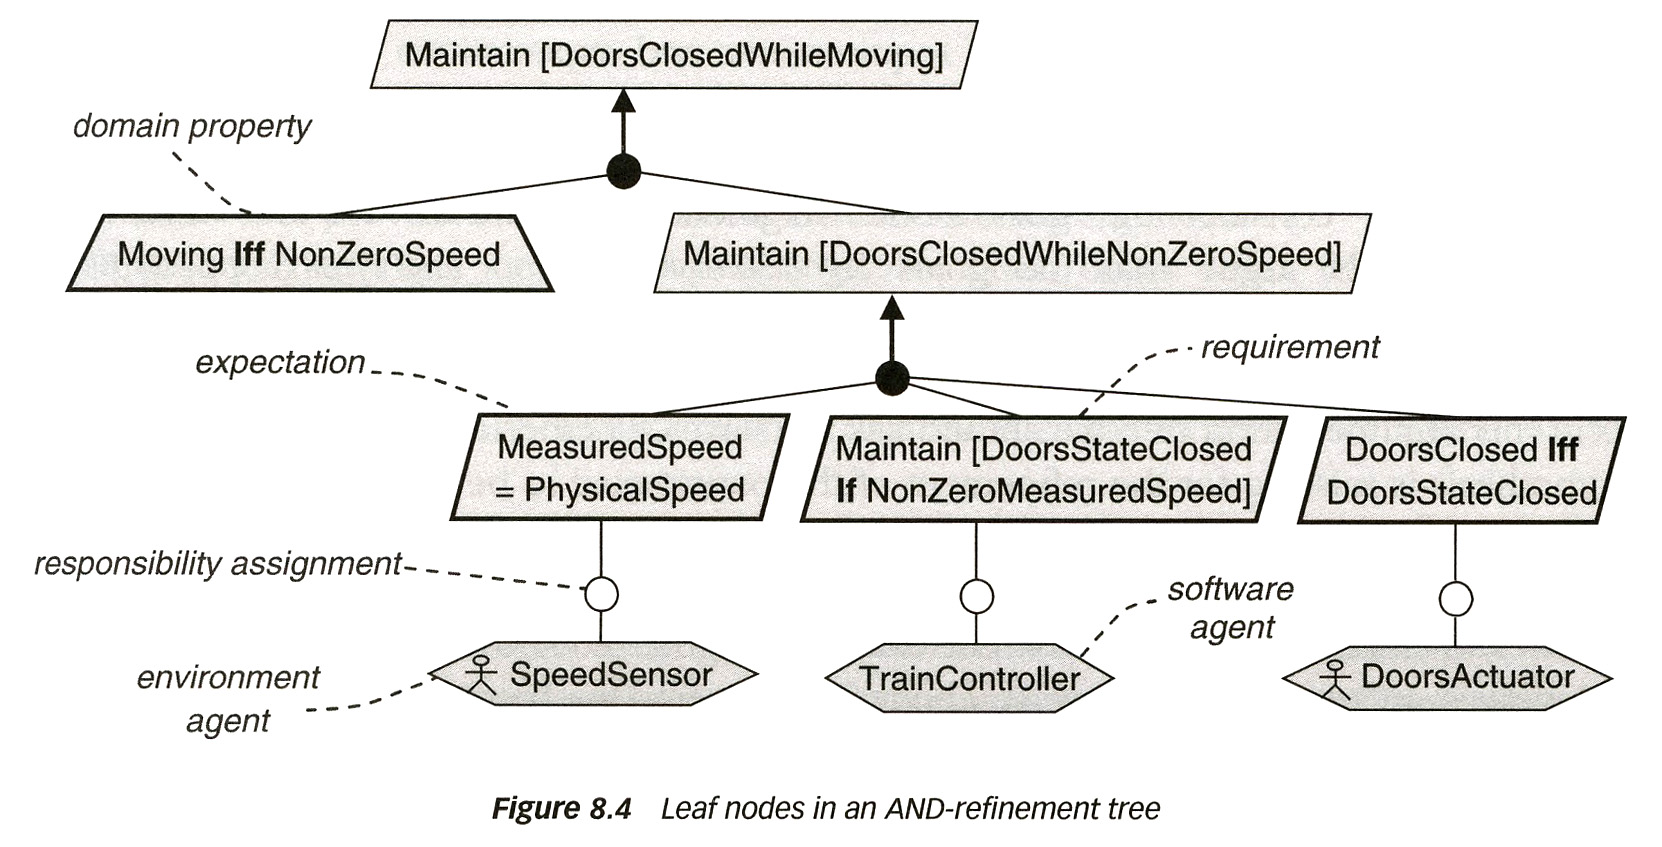 Maintain [DoorsClosedWhileMoving]
domain property
Moving Iff NonZeroSpeed
Maintain [DoorsClosedWhileNonZeroSpeed]
expectation
requirement
MeasuredSpeed
= PhysicalSpeed
Maintain [DoorsStateClosed
If NonZeroMeasuredSpeed]
DoorsClosed Iff
DoorsStateClosed
responsibility assignment
software
agent
environment
agent
SpeedSensor
TrainController
DoorsActuator
Figure 8.4 Leaf nodes in an AND-refinement tree